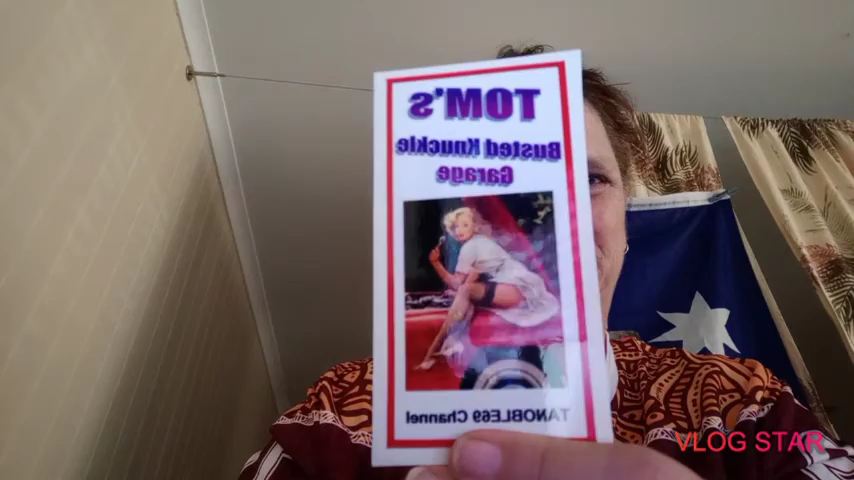 TOM's
Busted Knuckle
Garage
TANOBLE69 Channel
VLOG STAR